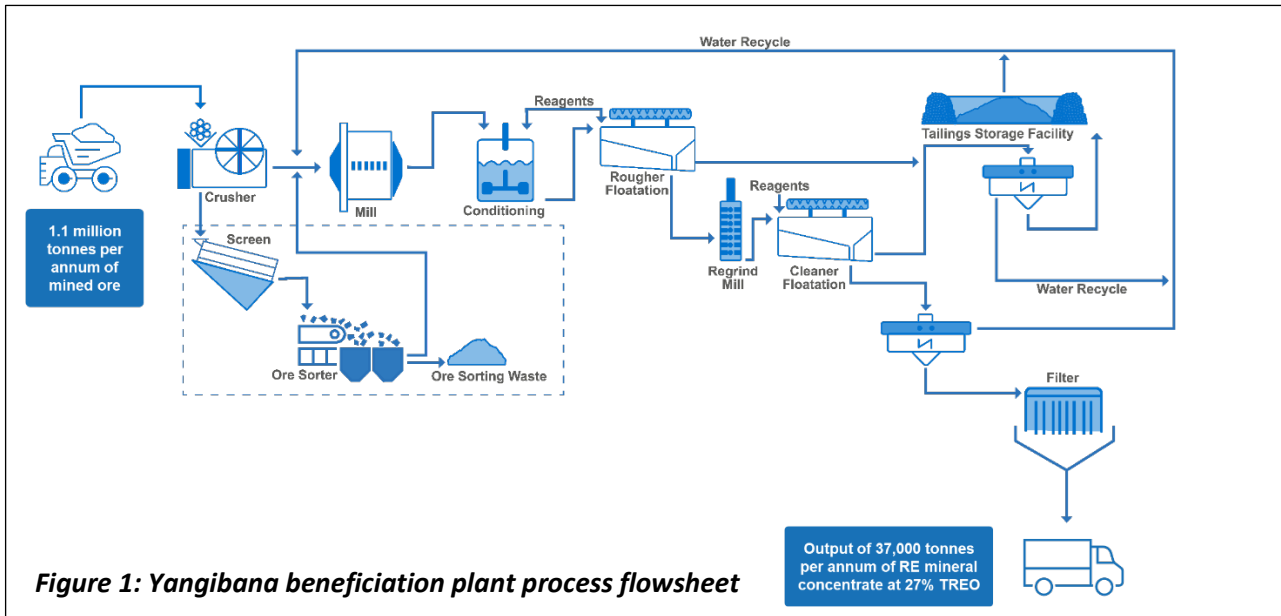 Water Recycle
Reagents
Tailings Storage Facility
Rougher
Floatation
Crusher
Mill
Conditioning
Reagents
1.1 million
tonnes per
annum of
mined ore
Screen
Regrind
Mill
Cleaner
Floatation
Water Recycle
Ore Sorter
Ore Sorting Waste
Filter
Output of 37,000 tonnes
per annum of RE mineral
concentrate at 27% TREO
Figure 1: Yangibana beneficiation plant process flowsheet